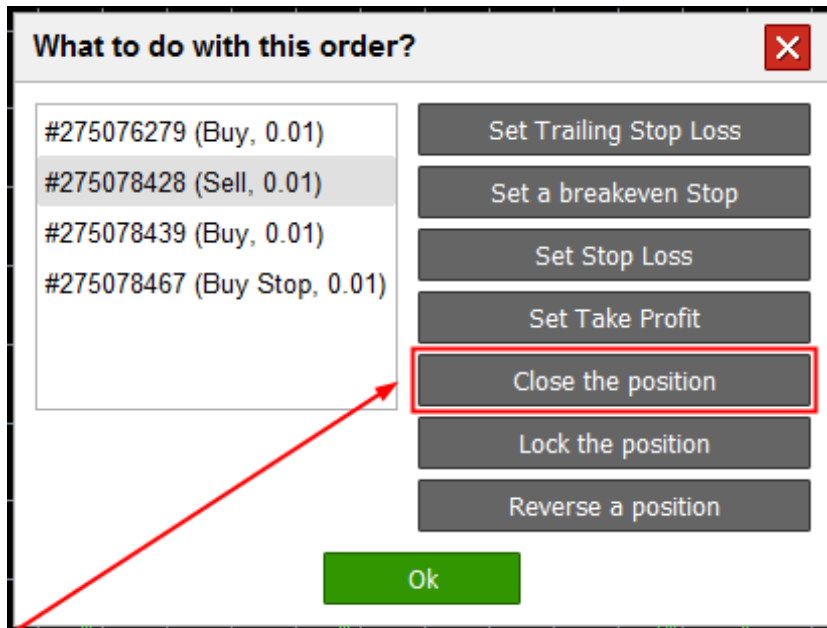 What to do with this order?
#275076279 (Buy, 0.01)
#275078428 (Sell, 0.01)
#275078439 (Buy, 0.01)
#275078467 (Buy Stop, 0.01)
Set Trailing Stop Loss
Set a breakeven Stop
Set Stop Loss
Set Take Profit
Close the position
Lock the position
Reverse a position
Ok